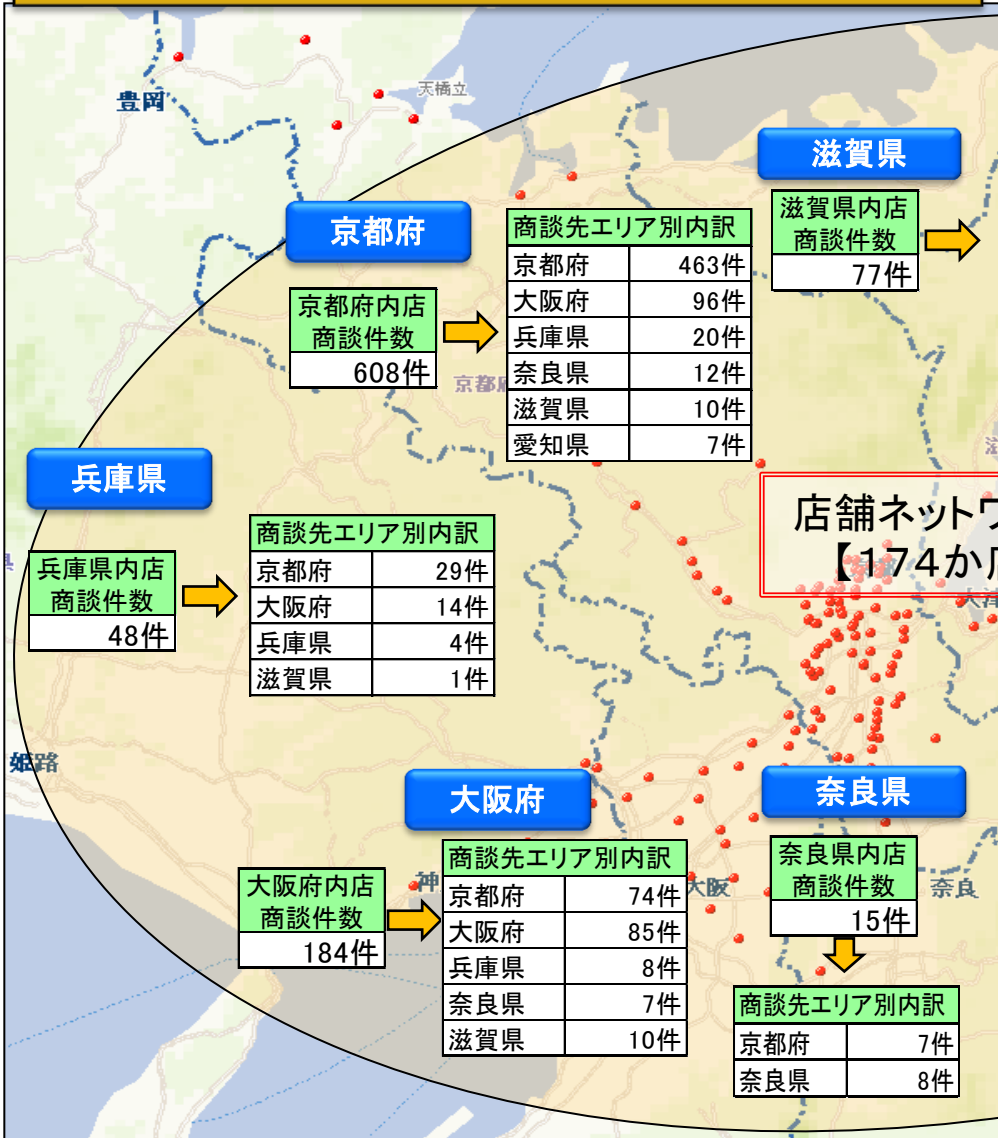 豊岡
天橋立
滋賀県
滋賀県内店
商談件数
77件
京都府
京都府内店
商談件数
608件
商談先エリア別内訳
京都府 463件
大阪府 96件
兵庫県 20件
奈良県 12件
滋賀県 10件
愛知県 7件
京都府
兵庫県
兵庫県内店
商談件数
48件
商談先エリア別内訳
京都府 29件
大阪府 14件
兵庫県 4件
滋賀県 1件
店舗ネットワ
【174か店
大津
姫路
大阪府
大阪府内店
商談件数
184件
商談先エリア別内訳
京都府 74件
大阪府 85件
兵庫県 8件
奈良県 7件
滋賀県 10件
神
大阪
奈良県
奈良県内店
商談件数
15件
奈良
商談先エリア別内訳
京都府 7件
奈良県 8件